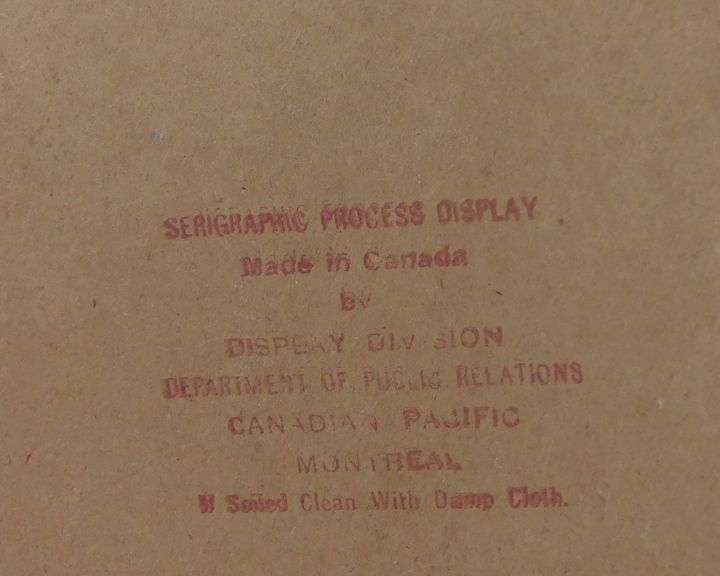 SERIGRAPHIC PROCESS DISPLAY
Made in Canada
By
DISPLAY DIVISION
DEPARTMENT OF PUBLIC RELATIONS
CANADIAN PACIFIC
MONTREAL
If Soiled Clean With Damp Cloth.